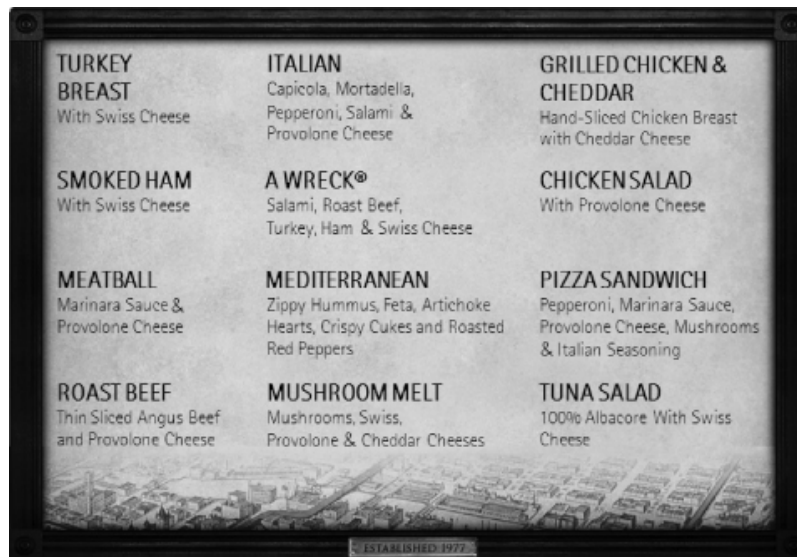 TURKEY
BREAST
With Swiss Cheese
SMOKED HAM
With Swiss Cheese
MEATBALL
Marinara Sauce &
Provolone Cheese
ROAST BEEF
Thin Sliced Angus Beef
and Provolone Cheese
ITALIAN
Capicola, Mortadella,
Pepperoni, Salami &
Provolone Cheese
A WRECK®
Salami, Roast Beef,
Turkey, Ham & Swiss Cheese
MEDITERRANEAN
Zippy Hummus, Feta, Artichoke
Hearts, Crispy Cukes and Roasted
Red Peppers
MUSHROOM MELT
Mushrooms, Swiss,
Provolone & Cheddar Cheeses
GRILLED CHICKEN &
CHEDDAR
Hand-Sliced Chicken Breast
with Cheddar Cheese
CHICKEN SALAD
With Provolone Cheese
PIZZA SANDWICH
Pepperoni, Marinara Sauce,
Provolone Cheese, Mushrooms
& Italian Seasoning
TUNA SALAD
100% Albacore With Swiss
Cheese
ESTABLISHED 1977